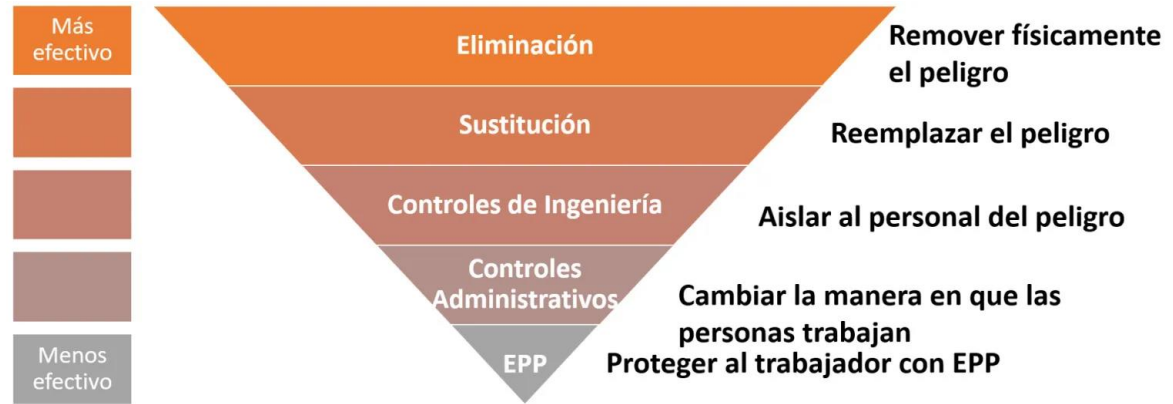 Más
efectivo
Eliminación
Remover físicamente
el peligro
Sustitución
Reemplazar el peligro
Controles de Ingeniería
Aislar al personal del peligro
Controles
Administrativos
Cambiar la manera en que las
personas trabajan
Menos
efectivo
EPP
Proteger al trabajador con EPP